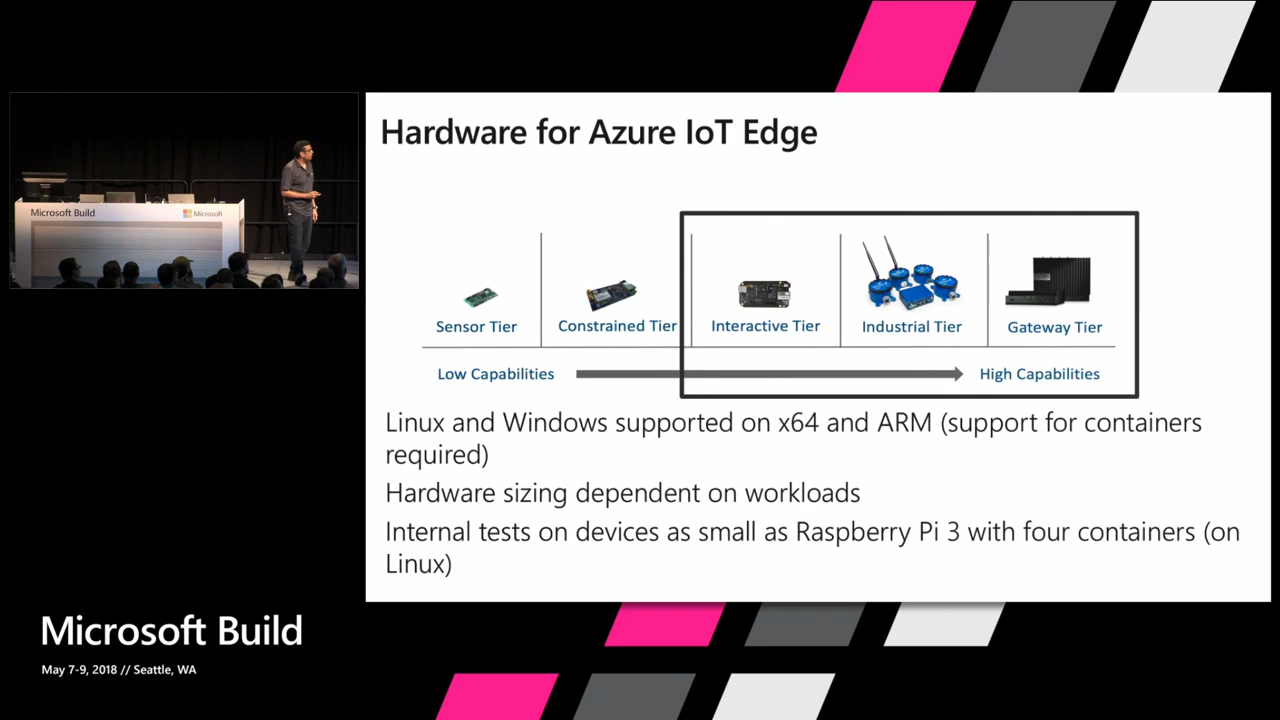 Hardware for Azure IoT Edge
Microsoft Build
Microsoft
Sensor Tier
Constrained Tier
Interactive Tier
Industrial Tier
Gateway Tier
Low Capabilities
High Capabilities
Linux and Windows supported on x64 and ARM (support for containers
required)
Hardware sizing dependent on workloads
Internal tests on devices as small as Raspberry Pi 3 with four containers (on
Linux)
Microsoft Build
May 7-9, 2018 // Seattle, WA